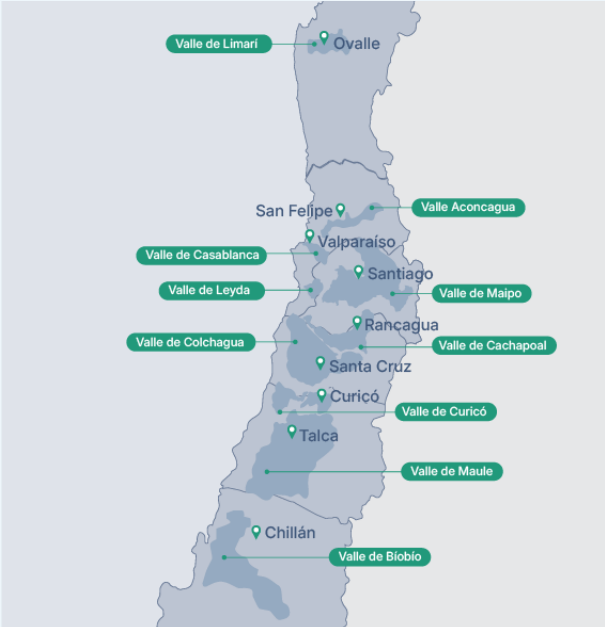 Valle de Limarí
Ovalle
San Felipe
Valle Aconcagua
Valparaíso
Valle de Casablanca
Santiago
Valle de Leyda
Valle de Maipo
Rancagua
Valle de Colchagua
Valle de Cachapoal
Santa Cruz
Curicó
Valle de Curicó
Talca
Valle de Maule
Chillán
Valle de Bíobío